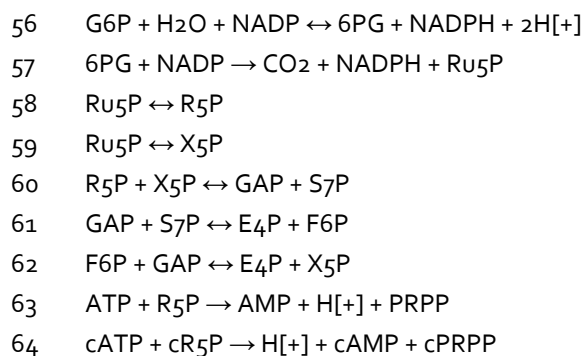 56 G6P + H2O + NADP ↔ 6PG + NADPH + 2H[+]
57 6PG + NADP → CO2 + NADPH + Ru5P
58 Ru5P ↔ R5P
59 Ru5P ↔ X5P
60 R5P + X5P ↔ GAP + S7P
61 GAP + S7P ↔ E4P + F6P
62 F6P + GAP ↔ E4P + X5P
63 ATP + R5P → AMP + H[+] + PRPP
64 cATP + cR5P → H[+] + cAMP + cPRPP